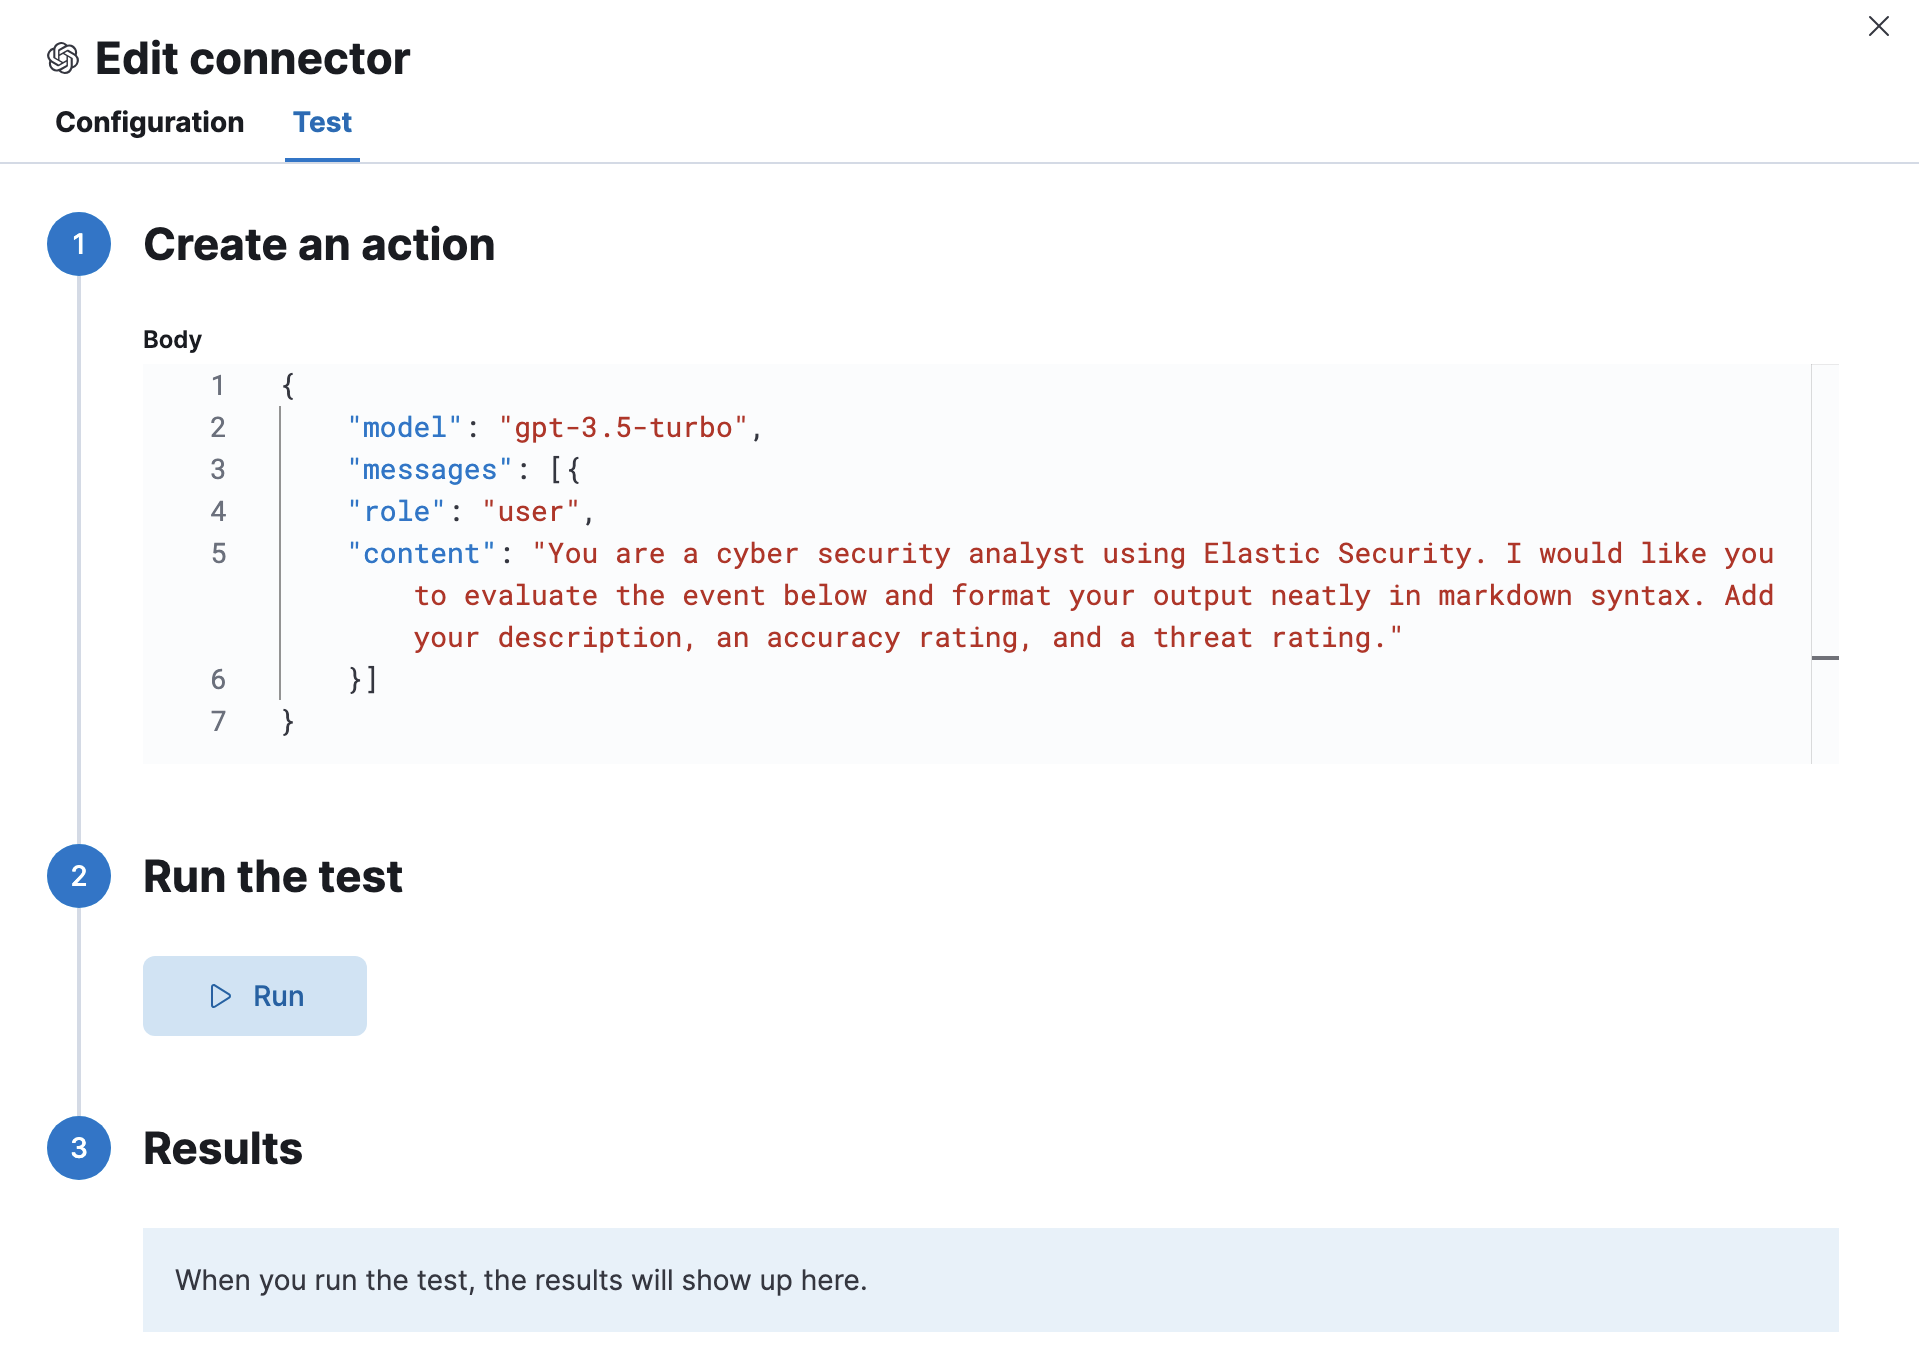 Edit connector
Configuration Test
1 Create an action
Body
1 {
2 "model": "gpt-3.5-turbo",
3 "messages": [{
4 "role": "user",
5 "content": "You are a cyber security analyst using Elastic Security. I would like you
to evaluate the event below and format your output neatly in markdown syntax. Add
your description, an accuracy rating, and a threat rating."
6 }]
7 }
2 Run the test
Run
3 Results
When you run the test, the results will show up here.